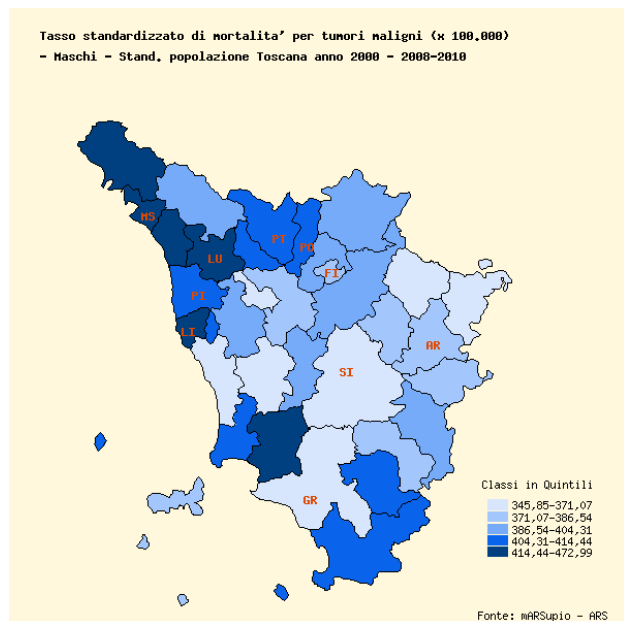 Tasso standardizzato di mortalita' per tumori maligni (x 100.000)
- Maschi - Stand. popolazione Toscana anno 2000 - 2008-2010
MS
PT
PO
LU
FI
PI
LI
AR
SI
GR
Classi in Quintili
345,85-371,07
371,07-386,54
386,54-404,31
404,31-414,44
414,44-472,99
Fonte: mARSupio - ARS